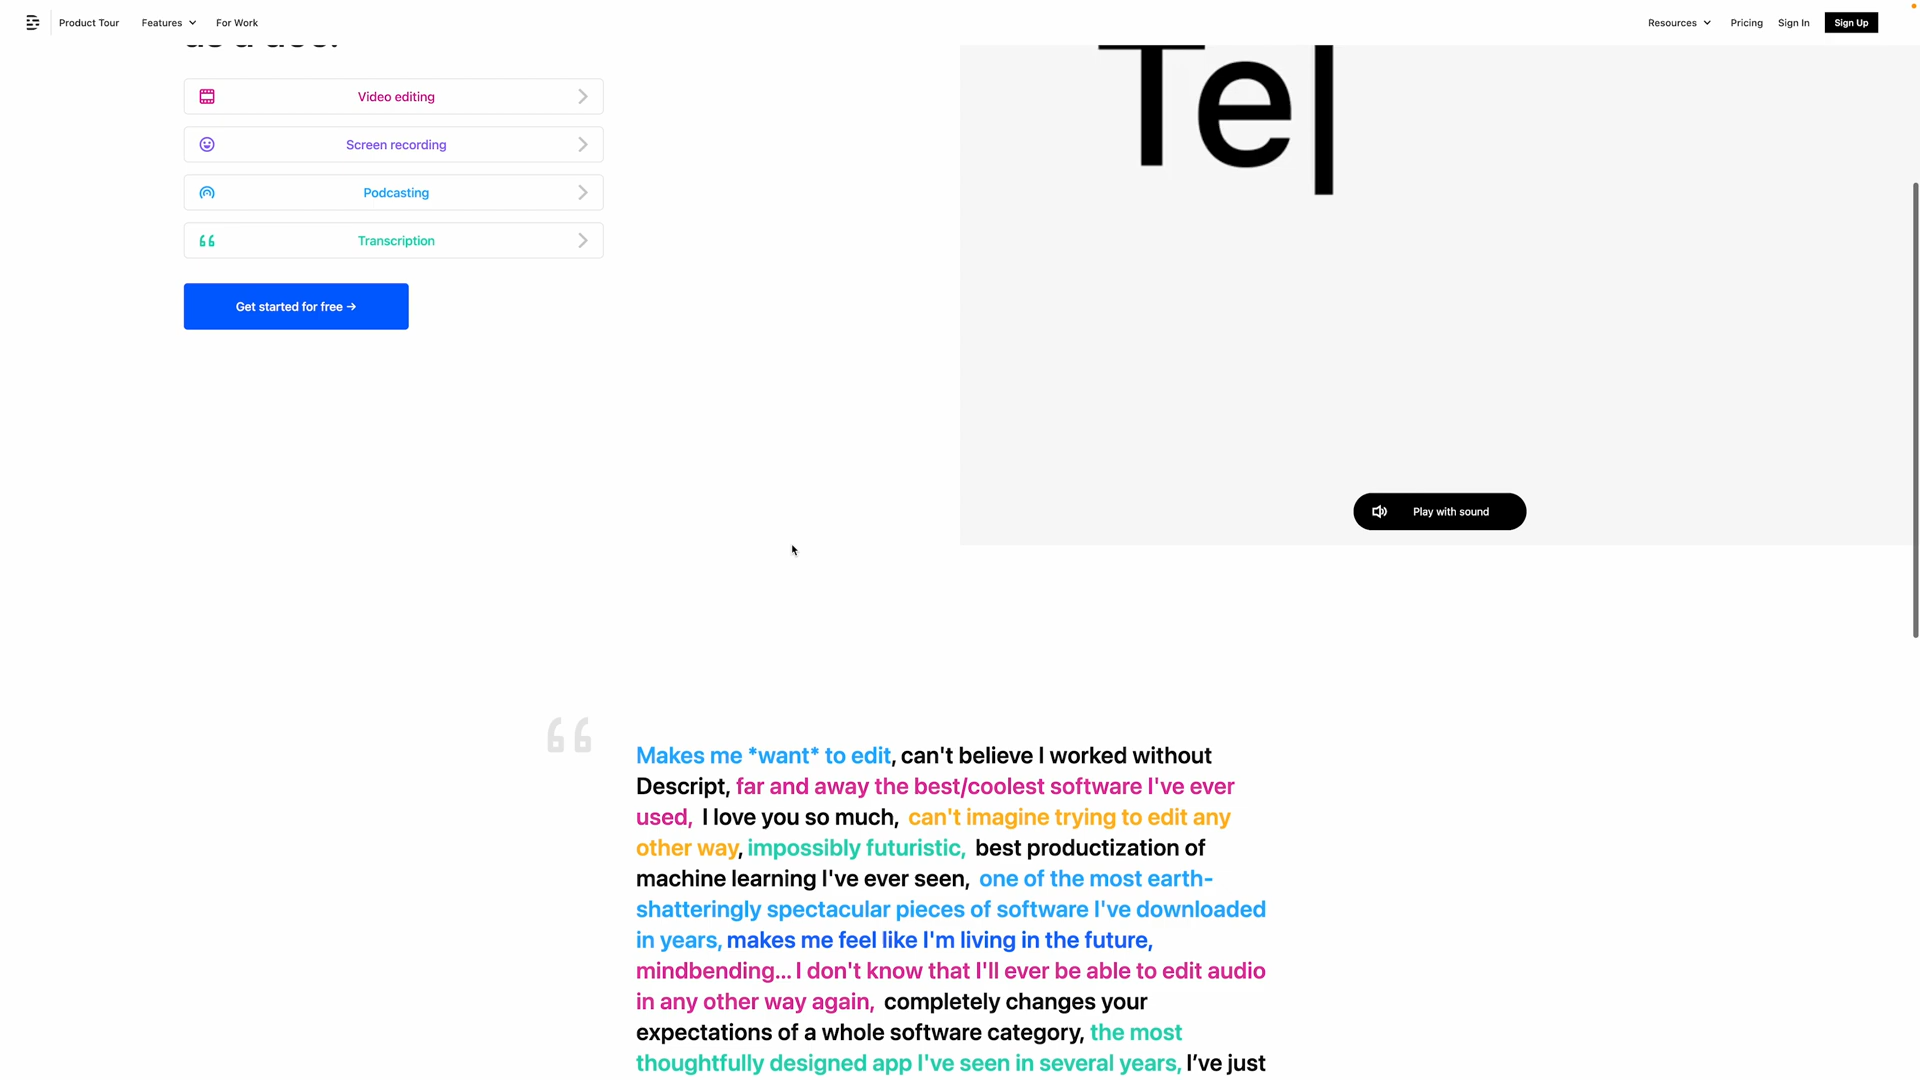 Product Tour
Features
For Work
Resources
Pricing
Sign In
Sign Up
Video editing
Screen recording
Podcasting
Transcription
Get started for free →
Te
Play with sound
Makes me *want* to edit, can't believe I worked without
Descript, far and away the best/coolest software I've ever
used, I love you so much, can't imagine trying to edit any
other way, impossibly futuristic, best productization of
machine learning I've ever seen, one of the most earth-
shatteringly spectacular pieces of software I've downloaded
in years, makes me feel like I'm living in the future,
mindbending... I don't know that I'll ever be able to edit audio
in any other way again, completely changes your
expectations of a whole software category, the most
thoughtfully designed app I've seen in several years, I’ve just